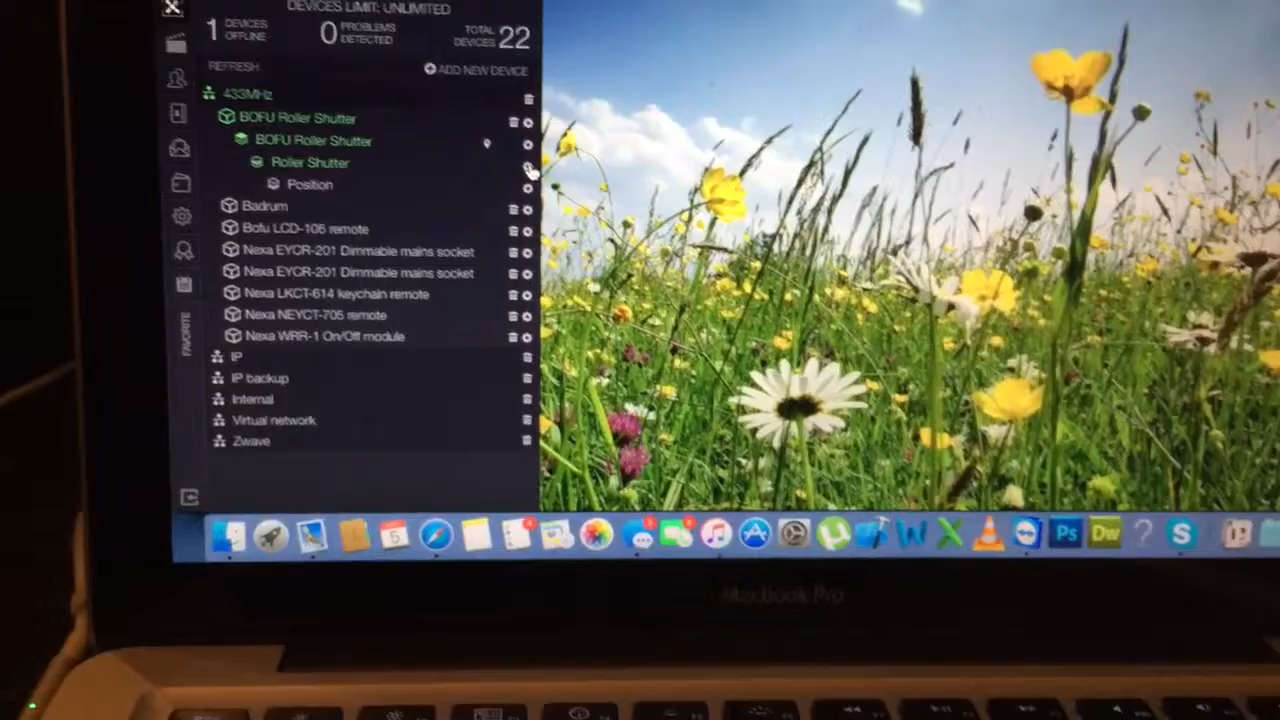 DEVICES LIMIT: UNLIMITED
1 DEVICES OFFLINE 0 PROBLEMS DETECTED TOTAL DEVICES 22
REFRESH ADD NEW DEVICE
433MHz
BOFU Roller Shutter
BOFU Roller Shutter
Roller Shutter
Position
Badrum
Bofu LCD-106 remote
Nexa EYCR-201 Dimmable mains socket
Nexa EYCR-201 Dimmable mains socket
Nexa LKCT-614 keychain remote
Nexa NEYCT-705 remote
Nexa WRR-1 On/Off module
FAVORITE
IP
IP backup
Internal
Virtual network
Zwave
5
W
X
Ps
Dw
?
S
MacBook Pro